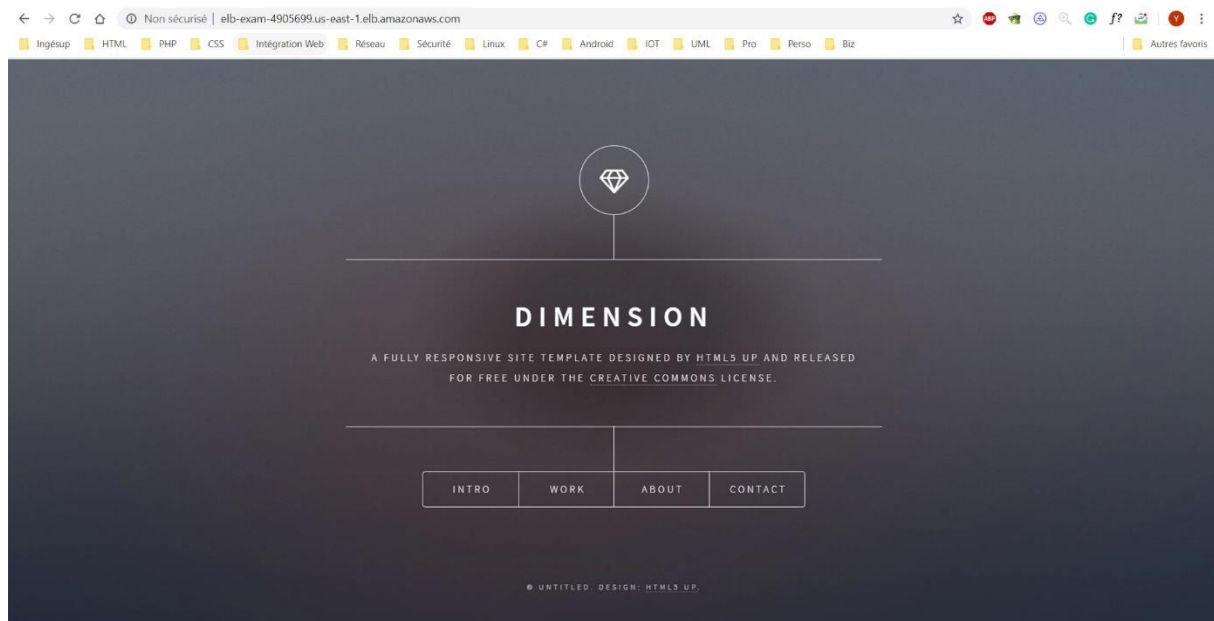 Non sécurisé | elb-exam-4905699.us-east-1.elb.amazonaws.com
ABP f? Y
Ingésup HTML PHP CSS Intégration Web Réseau Sécurité Linux C# Android IOT UML Pro Perso Biz Autres favoris
DIMENSION
A FULLY RESPONSIVE SITE TEMPLATE DESIGNED BY HTML5 UP AND RELEASED
FOR FREE UNDER THE CREATIVE COMMONS LICENSE.
INTRO WORK ABOUT CONTACT
© UNTITLED. DESIGN: HTML5 UP.